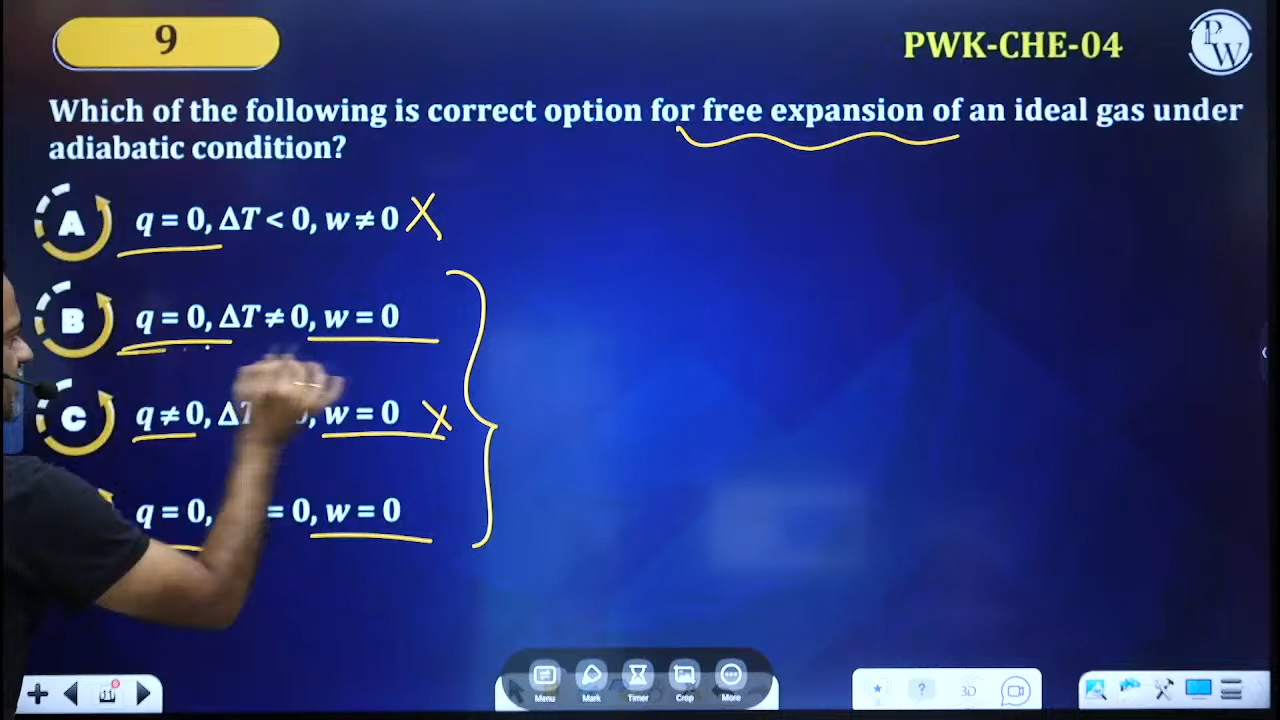 9
PWK-CHE-04
PW
Which of the following is correct option for free expansion of an ideal gas under
adiabatic condition?
A q = 0, ΔT < 0, w ≠ 0 X
B q = 0, ΔT ≠ 0, w = 0
C q ≠ 0, w = 0 X
q = 0, = 0, w = 0
Menu Mark Timer Crop More
3D